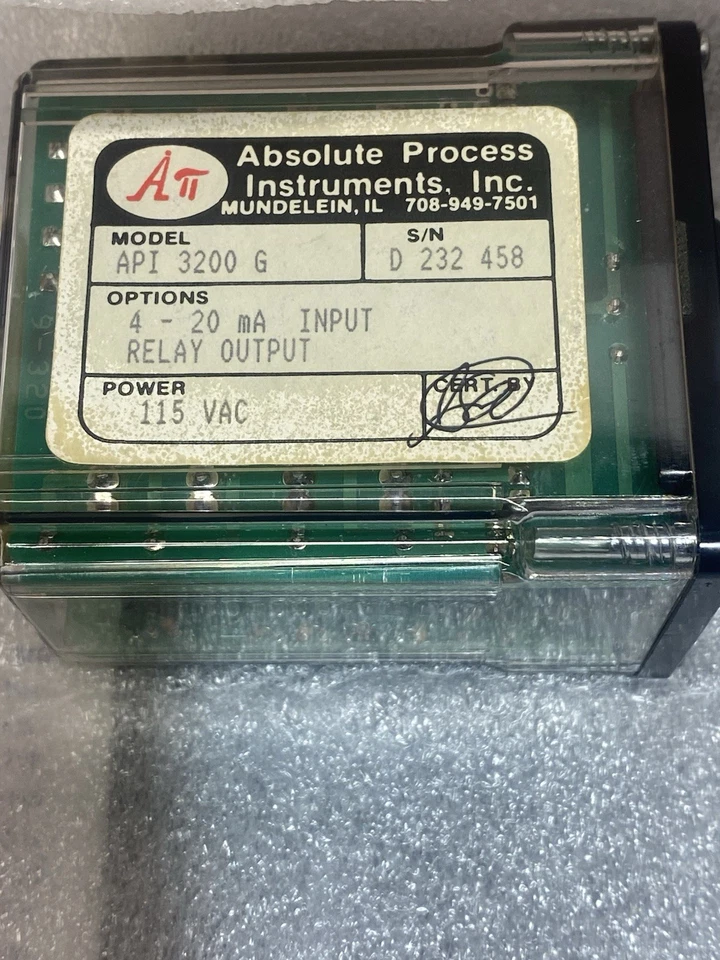 Aπ
Absolute Process
Instruments, Inc.
MUNDELEIN, IL 708-949-7501
MODEL
API 3200 G
S/N
D 232 458
OPTIONS
4 - 20 mA INPUT
RELAY OUTPUT
POWER
115 VAC
CERT. BY